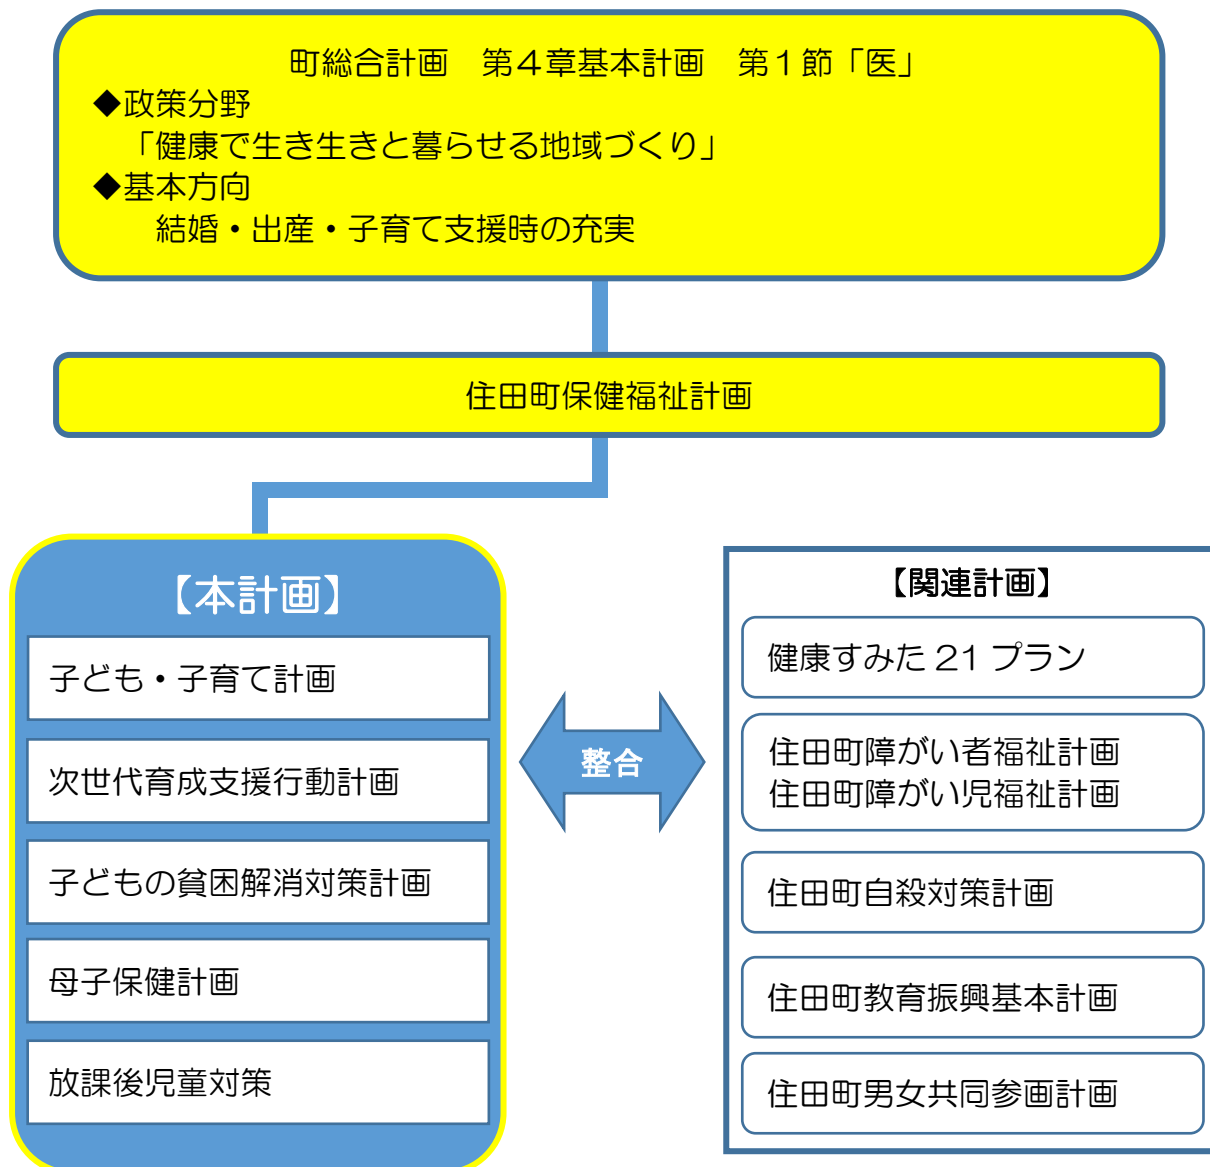 町総合計画　第４章基本計画　第１節「医」
◆政策分野
「健康で生き生きと暮らせる地域づくり」
◆基本方向
結婚・出産・子育て支援時の充実
住田町保健福祉計画
【本計画】
子ども・子育て計画
次世代育成支援行動計画
子どもの貧困解消対策計画
母子保健計画
放課後児童対策
整合
【関連計画】
健康すみた 21 プラン
住田町障がい者福祉計画
住田町障がい児福祉計画
住田町自殺対策計画
住田町教育振興基本計画
住田町男女共同参画計画